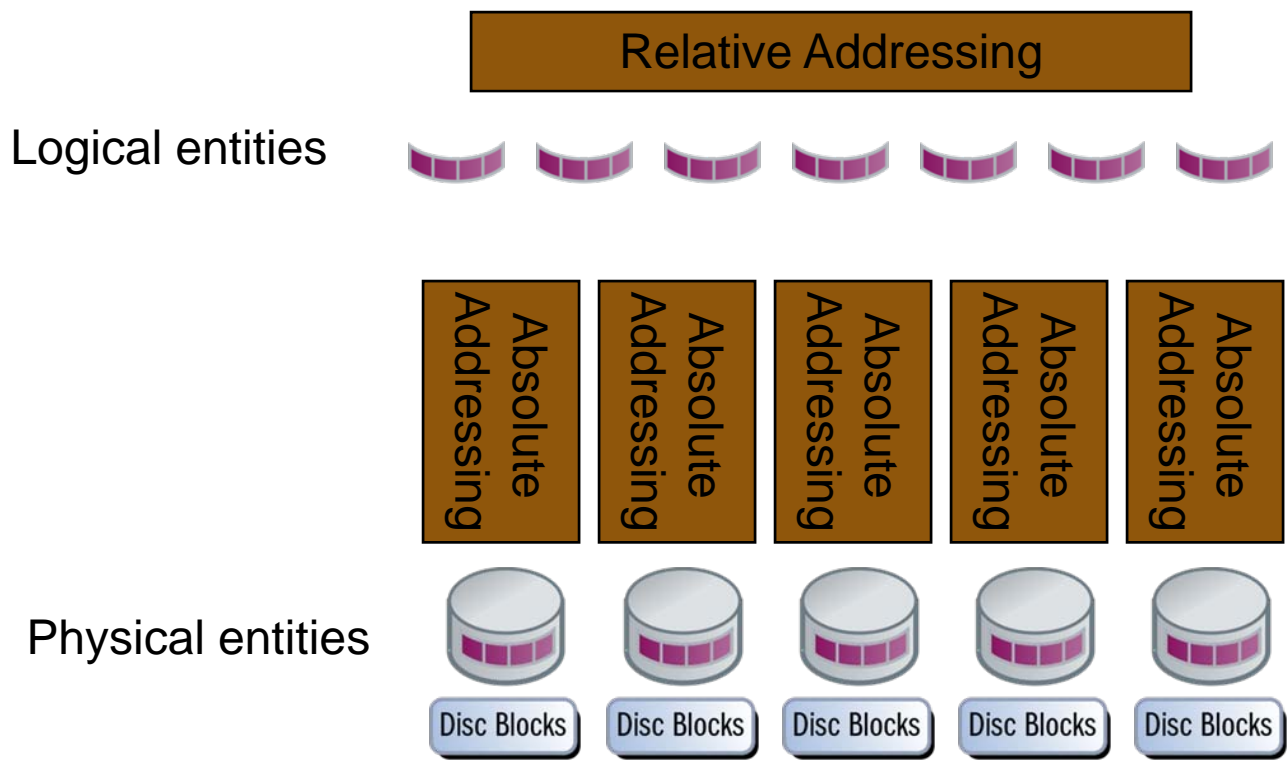 Relative Addressing
Logical entities
Absolute
Addressing
Absolute
Addressing
Absolute
Addressing
Absolute
Addressing
Absolute
Addressing
Physical entities
Disc Blocks
Disc Blocks
Disc Blocks
Disc Blocks
Disc Blocks